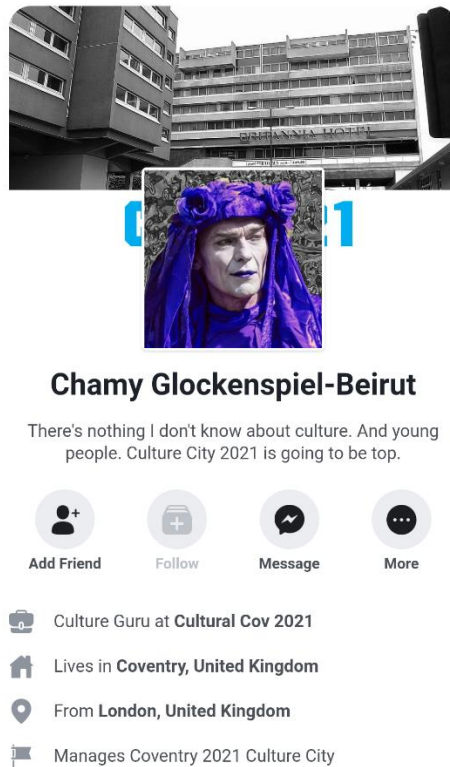 BRITANNIA HOTEL
21
Chamy Glockenspiel-Beirut
There's nothing I don't know about culture. And young
people. Culture City 2021 is going to be top.
Add Friend
Follow
Message
More
Culture Guru at Cultural Cov 2021
Lives in Coventry, United Kingdom
From London, United Kingdom
Manages Coventry 2021 Culture City